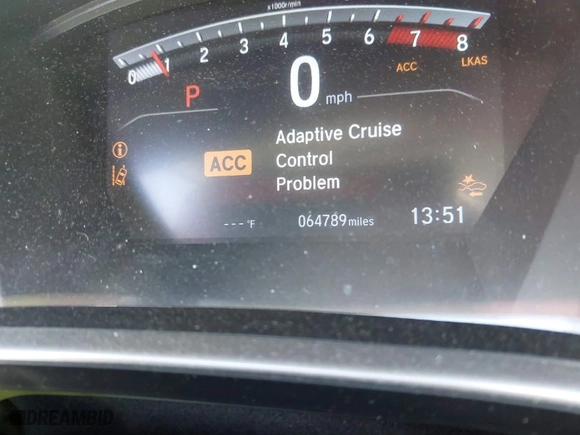 x1000r/min
0 1 2 3 4 5 6 7 8
ACC LKAS
P 0 mph
Adaptive Cruise
ACC Control
Problem
---°F 064789 miles 13:51
DREAMBID